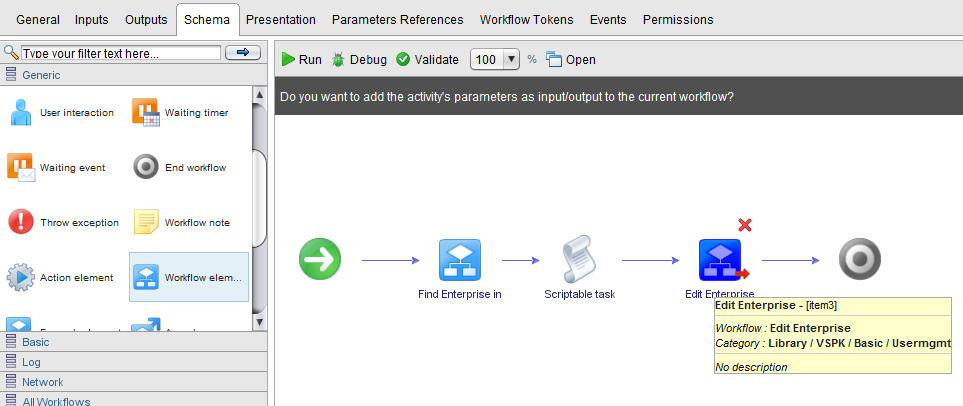 General Inputs Outputs Schema Presentation Parameters References Workflow Tokens Events Permissions
Type your filter text here...
Run Debug Validate 100 % Open
Generic
Do you want to add the activity's parameters as input/output to the current workflow?
User interaction Waiting timer
Waiting event End workflow
Throw exception Workflow note
Action element Workflow elem...
Find Enterprise in Scriptable task Edit Enterprise
Edit Enterprise - [item3]
Workflow : Edit Enterprise
Category : Library / VSPK / Basic / Usermgmt
No description
Basic
Log
Network
All Workflows